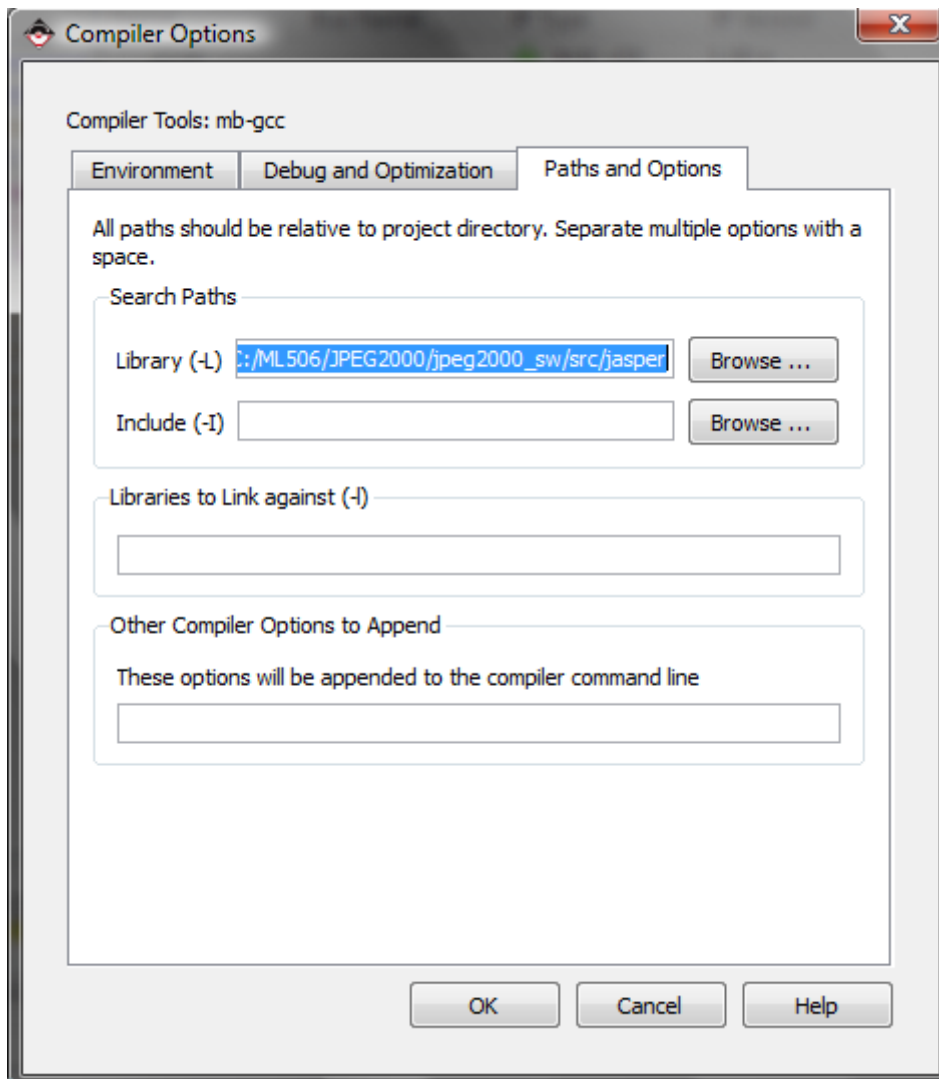 Compiler Options
Compiler Tools: mb-gcc
Environment
Debug and Optimization
Paths and Options
All paths should be relative to project directory. Separate multiple options with a
space.
Search Paths
Library (-L)
:/ML506/JPEG2000/jpeg2000_sw/src/jasper
Browse ...
Include (-I)
Browse ...
Libraries to Link against (-l)
Other Compiler Options to Append
These options will be appended to the compiler command line
OK
Cancel
Help